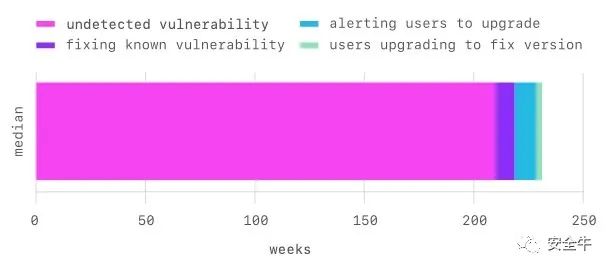 undetected vulnerability
alerting users to upgrade
fixing known vulnerability
users upgrading to fix version
median
0 50 100 150 200 250
weeks
安全牛